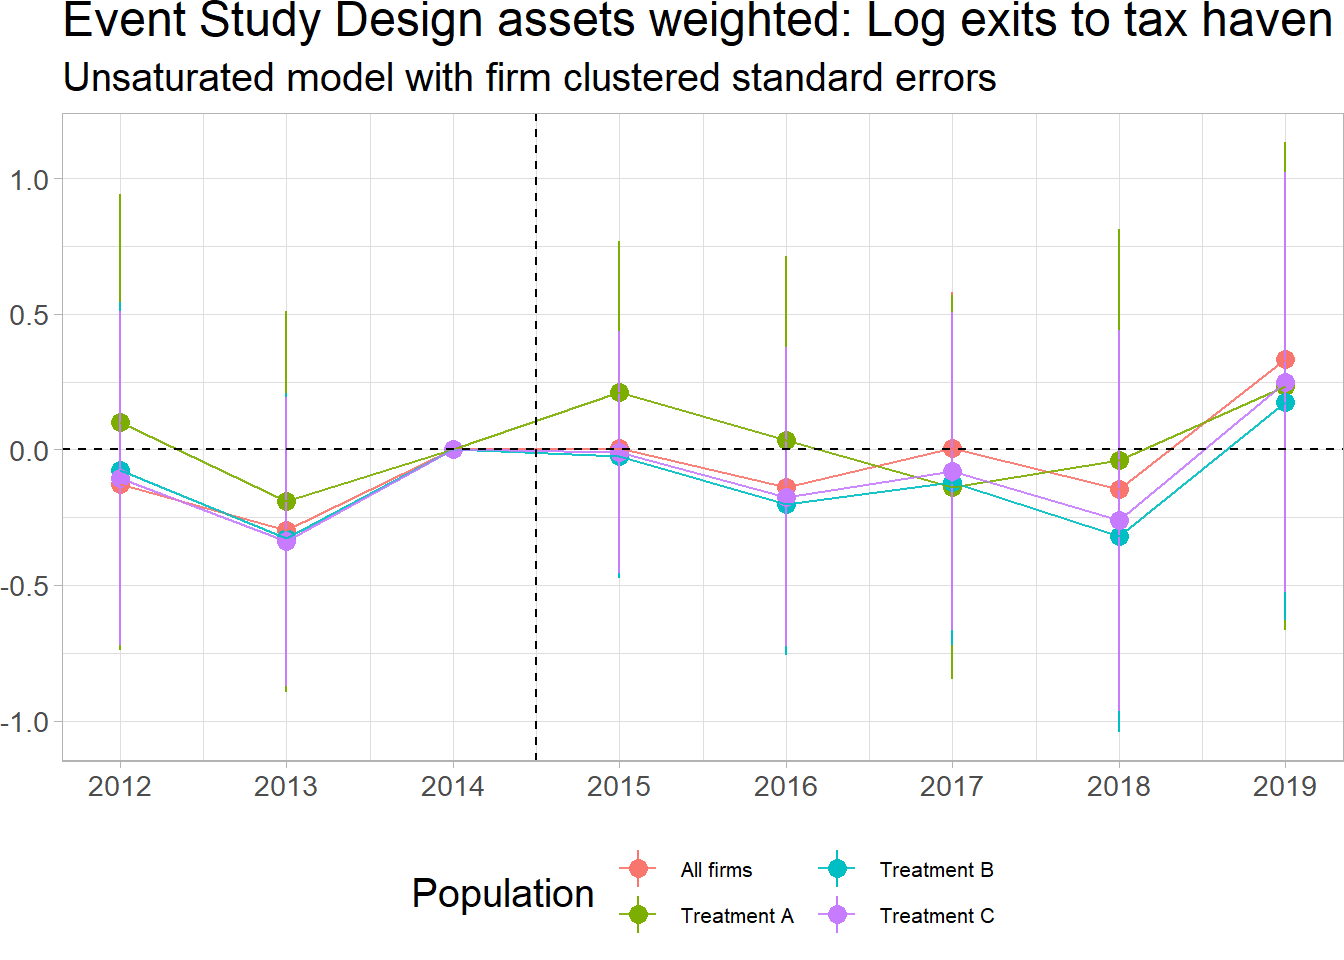 Event Study Design assets weighted: Log exits to tax haven
Unsaturated model with firm clustered standard errors
1.0
0.5
0.0
-0.5
-1.0
2012 2013 2014 2015 2016 2017 2018 2019
Population
All firms
Treatment A
Treatment B
Treatment C